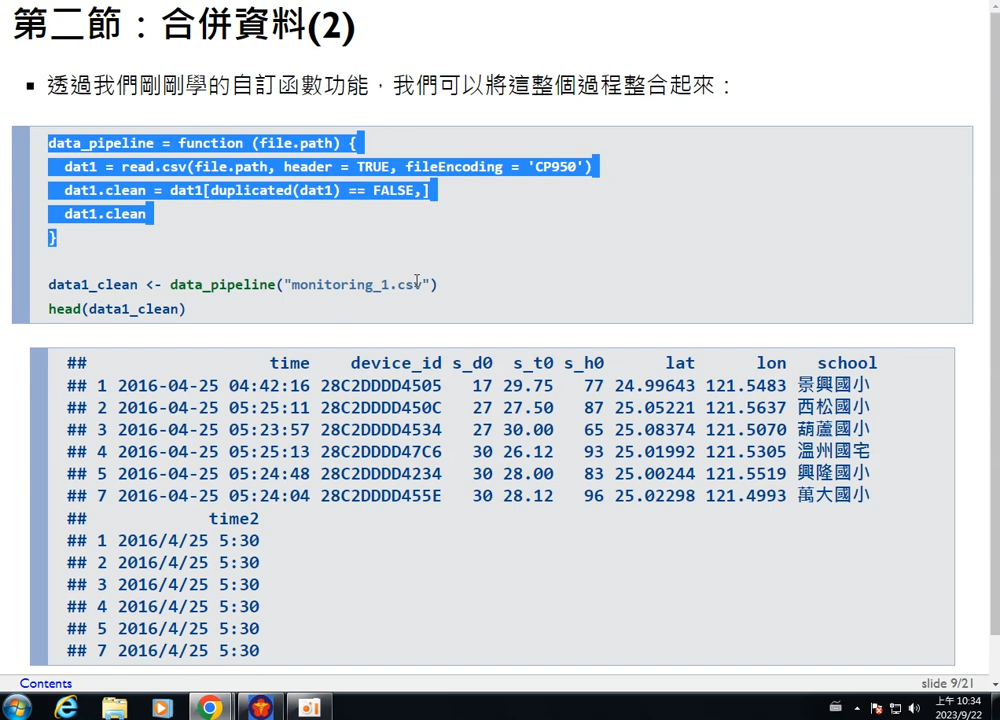 第二節：合併資料(2)
透過我們剛剛學的自訂函數功能，我們可以將這整個過程整合起來：
data_pipeline = function (file.path) {
  dat1 = read.csv(file.path, header = TRUE, fileEncoding = 'CP950')
  dat1.clean = dat1[duplicated(dat1) == FALSE,]
  dat1.clean
}
data1_clean <- data_pipeline("monitoring_1.csv")
head(data1_clean)
## time device_id s_d0 s_t0 s_h0 lat lon school
## 1 2016-04-25 04:42:16 28C2DDDD4505 17 29.75 77 24.99643 121.5483 景興國小
## 2 2016-04-25 05:25:11 28C2DDDD450C 27 27.50 87 25.05221 121.5637 西松國小
## 3 2016-04-25 05:23:57 28C2DDDD4534 27 30.00 65 25.08374 121.5070 葫蘆國小
## 4 2016-04-25 05:25:13 28C2DDDD47C6 30 26.12 93 25.01992 121.5305 溫州國宅
## 5 2016-04-25 05:24:48 28C2DDDD4234 30 28.00 83 25.00244 121.5519 興隆國小
## 7 2016-04-25 05:24:04 28C2DDDD455E 30 28.12 96 25.02298 121.4993 萬大國小
## time2
## 1 2016/4/25 5:30
## 2 2016/4/25 5:30
## 3 2016/4/25 5:30
## 4 2016/4/25 5:30
## 5 2016/4/25 5:30
## 7 2016/4/25 5:30
Contents
slide 9/21
上午 10:34
2023/9/22